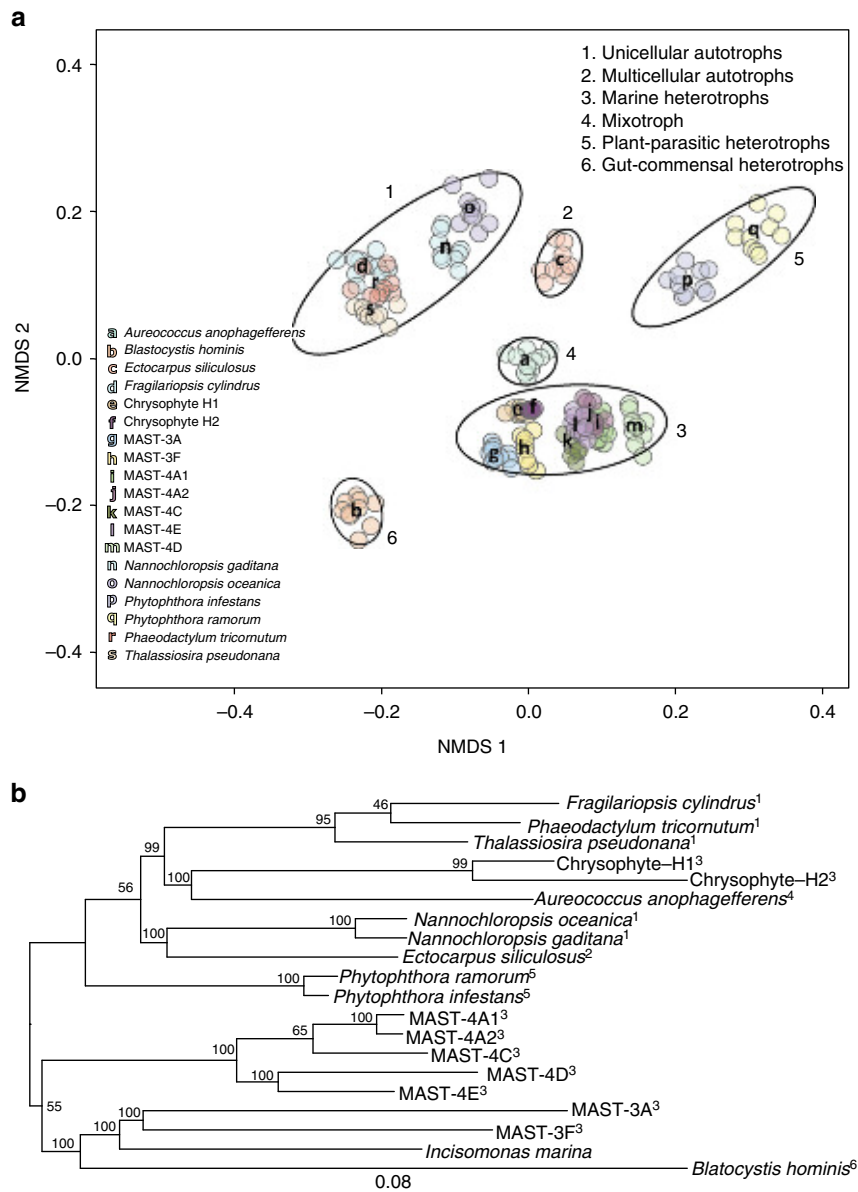 a
0.4
0.2
0.0
–0.2
–0.4
NMDS 2
1. Unicellular autotrophs
2. Multicellular autotrophs
3. Marine heterotrophs
4. Mixotroph
5. Plant-parasitic heterotrophs
6. Gut-commensal heterotrophs
1
2
3
4
5
6
o
n
d
r
s
c
q
p
a
e f
j
l i m
k
h
g
b
a Aureococcus anophagefferens
b Blastocystis hominis
c Ectocarpus siliculosus
d Fragilariopsis cylindrus
e Chrysophyte H1
f Chrysophyte H2
g MAST-3A
h MAST-3F
i MAST-4A1
j MAST-4A2
k MAST-4C
l MAST-4E
m MAST-4D
n Nannochloropsis gaditana
o Nannochloropsis oceanica
p Phytophthora infestans
q Phytophthora ramorum
r Phaeodactylum tricornutum
s Thalassiosira pseudonana
–0.4 –0.2 0.0 0.2 0.4
NMDS 1
b
46 Fragilariopsis cylindrus1
95 Phaeodactylum tricornutum1
Thalassiosira pseudonana1
99
99 Chrysophyte–H13
100 Chrysophyte–H23
56 Aureococcus anophagefferens4
100 Nannochloropsis oceanica1
100 Nannochloropsis gaditana1
Ectocarpus siliculosus2
100 Phytophthora ramorum5
Phytophthora infestans5
100 MAST-4A13
65 MAST-4A23
100 MAST-4C3
100 MAST-4D3
MAST-4E3
55
100 MAST-3A3
100 MAST-3F3
100 Incisomonas marina
Blatocystis hominis6
0.08